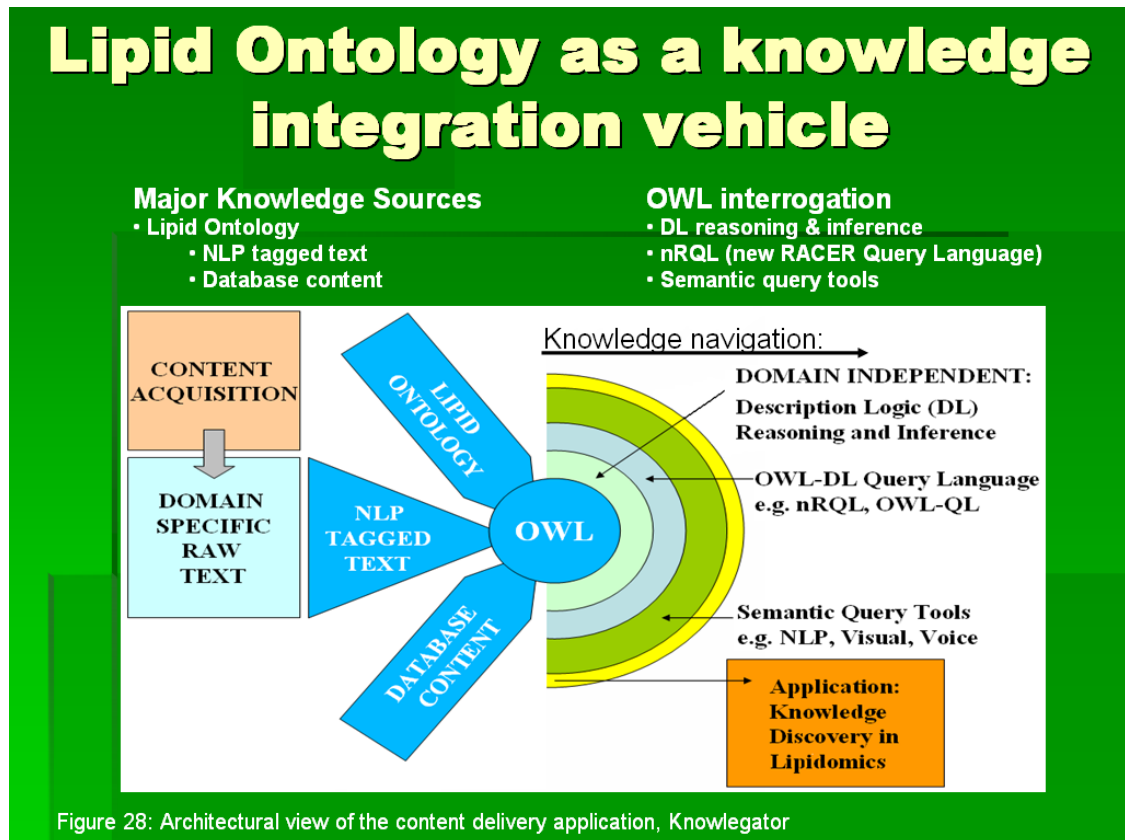 Lipid Ontology as a knowledge
integration vehicle
Major Knowledge Sources
• Lipid Ontology
• NLP tagged text
• Database content
OWL interrogation
• DL reasoning & inference
• nRQL (new RACER Query Language)
• Semantic query tools
CONTENT
ACQUISITION
DOMAIN
SPECIFIC
RAW
TEXT
LIPID
ONTOLOGY
NLP
TAGGED
TEXT
DATABASE
CONTENT
OWL
Knowledge navigation:
DOMAIN INDEPENDENT:
Description Logic (DL)
Reasoning and Inference
OWL-DL Query Language
e.g. nRQL, OWL-QL
Semantic Query Tools
e.g. NLP, Visual, Voice
Application:
Knowledge
Discovery in
Lipidomics
Figure 28: Architectural view of the content delivery application, Knowlegator